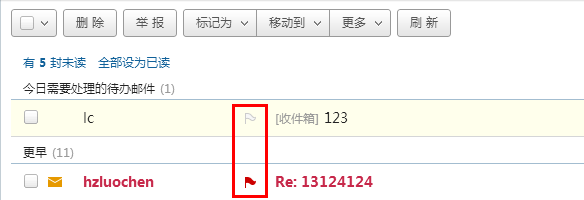 删 除 举 报 标记为 移动到 更多 刷 新
有 5 封未读 全部设为已读
今日需要处理的待办邮件 (1)
lc [收件箱] 123
更早 (11)
hzluochen Re: 13124124